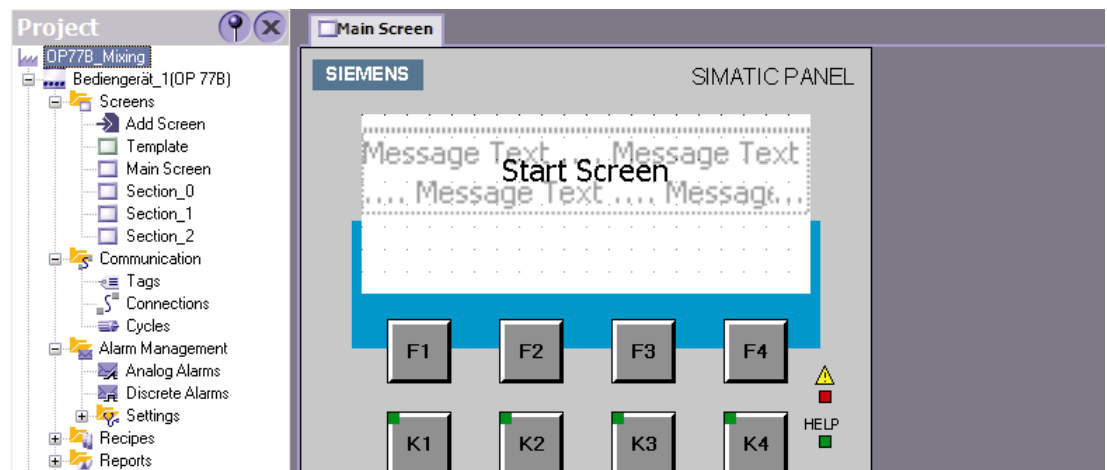 Project
OP77B_Mixing
Bediengerät_1(OP 77B)
Screens
Add Screen
Template
Main Screen
Section_0
Section_1
Section_2
Communication
Tags
Connections
Cycles
Alarm Management
Analog Alarms
Discrete Alarms
Settings
Recipes
Reports
Main Screen
SIEMENS
SIMATIC PANEL
Message Text .... Message Text
Start Screen
.... Message Text .... Message...
F1 F2 F3 F4
HELP
K1 K2 K3 K4